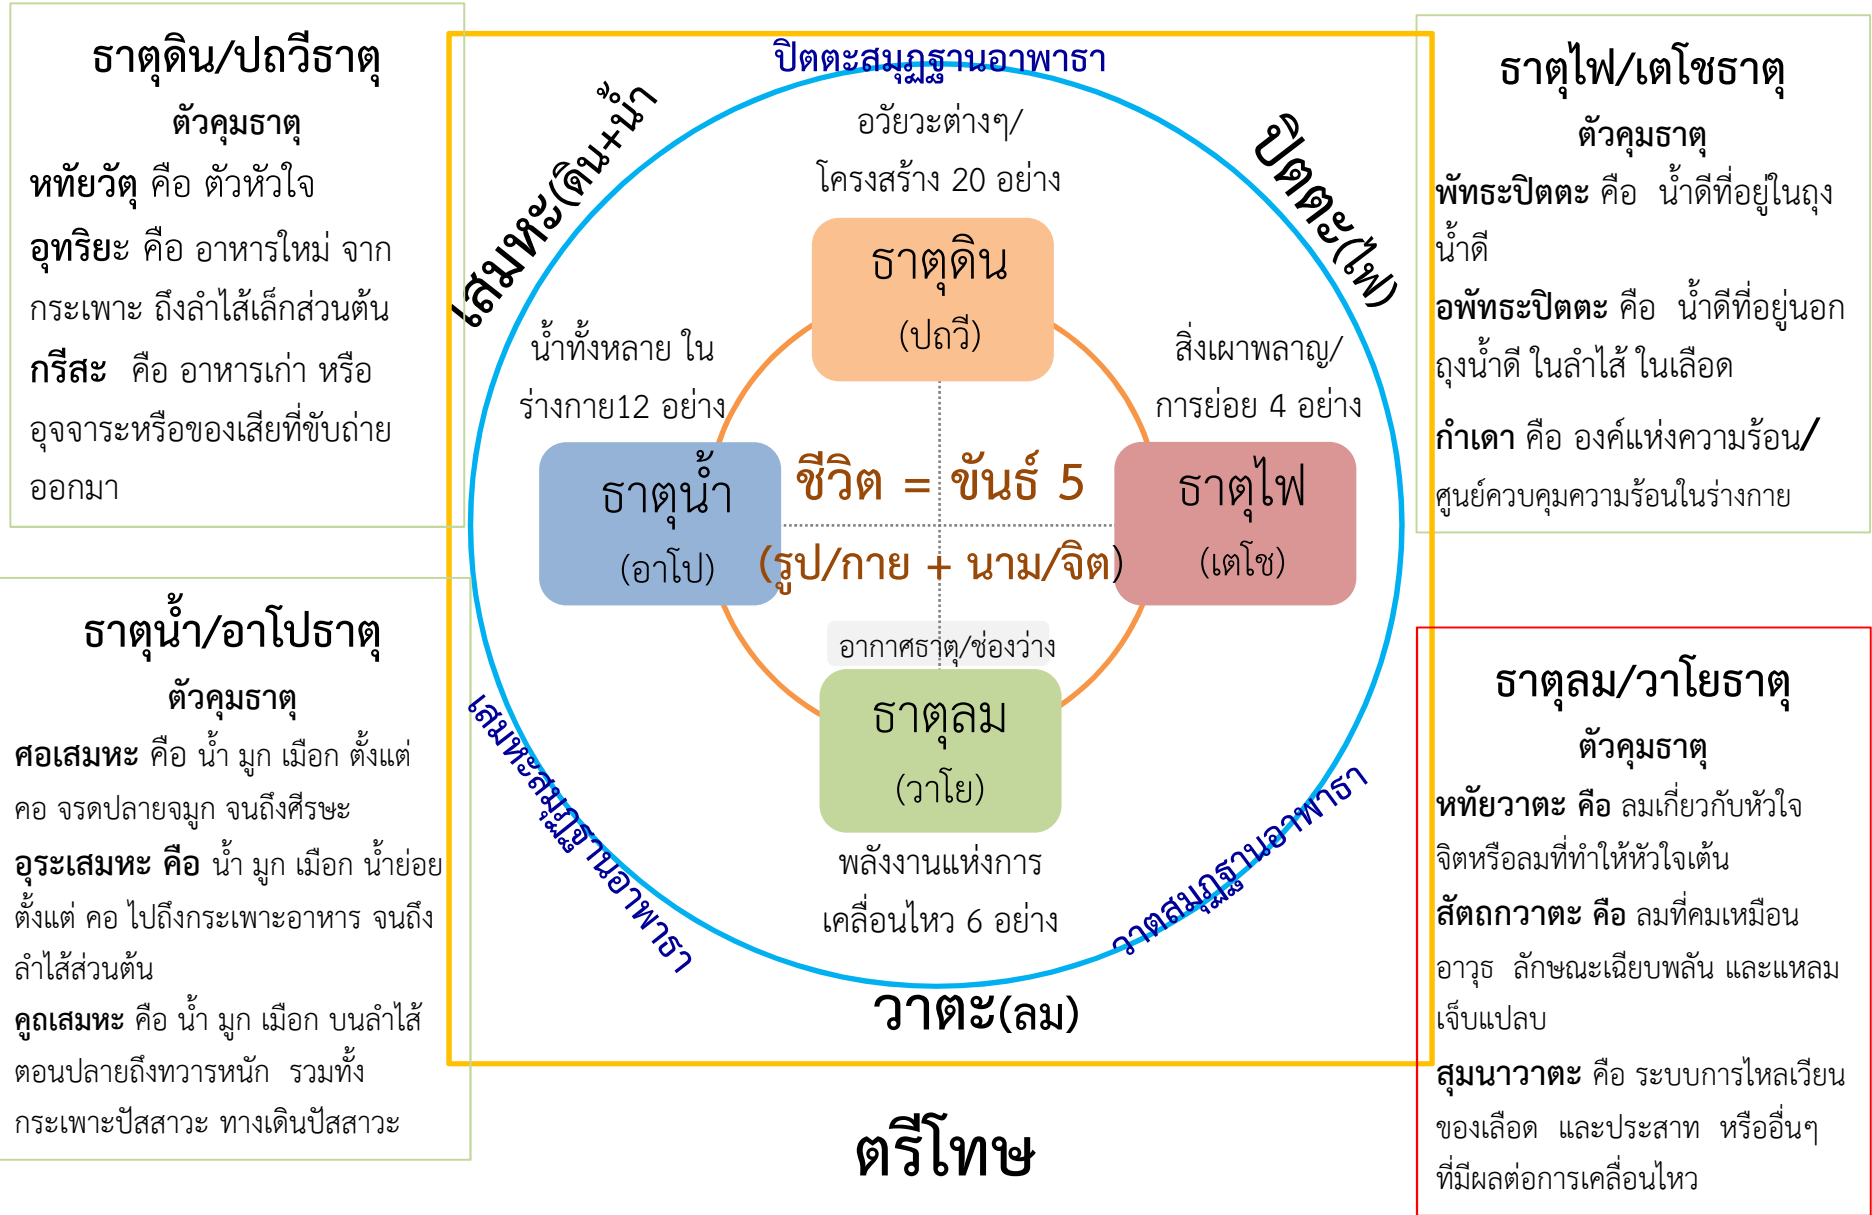 ธาตุดิน/ปถวีธาตุ
ตัวคุมธาตุ
หทัยวัตุ คือ ตัวหัวใจ
อุทริยะ คือ อาหารใหม่ จาก
กระเพาะ ถึงลำไส้เล็กส่วนต้น
กรีสะ คือ อาหารเก่า หรือ
อุจจาระหรือของเสียที่ขับถ่าย
ออกมา
ธาตุน้ำ/อาโปธาตุ
ตัวคุมธาตุ
ศอเสมหะ คือ น้ำ มูก เมือก ตั้งแต่
คอ จรดปลายจมูก จนถึงศีรษะ
อุระเสมหะ คือ น้ำ มูก เมือก น้ำย่อย
ตั้งแต่ คอ ไปถึงกระเพาะอาหาร จนถึง
ลำไส้ส่วนต้น
คูถเสมหะ คือ น้ำ มูก เมือก บนลำไส้
ตอนปลายถึงทวารหนัก รวมทั้ง
กระเพาะปัสสาวะ ทางเดินปัสสาวะ
ปิตตะสมุฏฐานอาพาธา
เสมหะ(ดิน+น้ำ
ปิตตะ(ไฟ)
อวัยวะต่างๆ/
โครงสร้าง 20 อย่าง
ธาตุดิน
(ปถวี)
น้ำทั้งหลาย ใน
ร่างกาย12 อย่าง
สิ่งเผาพลาญ/
การย่อย 4 อย่าง
ธาตุน้ำ
(อาโป)
ชีวิต = ขันธ์ 5
(รูป/กาย + นาม/จิต)
ธาตุไฟ
(เตโช)
อากาศธาตุ/ช่องว่าง
ธาตุลม
(วาโย)
พลังงานแห่งการ
เคลื่อนไหว 6 อย่าง
เสมหะสมุฏฐานอาพาธา
วาตสมุฏฐานอาพาธา
วาตะ(ลม)
ตรีโทษ
ธาตุไฟ/เตโชธาตุ
ตัวคุมธาตุ
พัทธะปิตตะ คือ น้ำดีที่อยู่ในถุง
น้ำดี
อพัทธะปิตตะ คือ น้ำดีที่อยู่นอก
ถุงน้ำดี ในลำไส้ ในเลือด
กำเดา คือ องค์แห่งความร้อน/
ศูนย์ควบคุมความร้อนในร่างกาย
ธาตุลม/วาโยธาตุ
ตัวคุมธาตุ
หทัยวาตะ คือ ลมเกี่ยวกับหัวใจ
จิตหรือลมที่ทำให้หัวใจเต้น
สัตถกวาตะ คือ ลมที่คมเหมือน
อาวุธ ลักษณะเฉียบพลัน และแหลม
เจ็บแปลบ
สุมนาวาตะ คือ ระบบการไหลเวียน
ของเลือด และประสาท หรืออื่นๆ
ที่มีผลต่อการเคลื่อนไหว